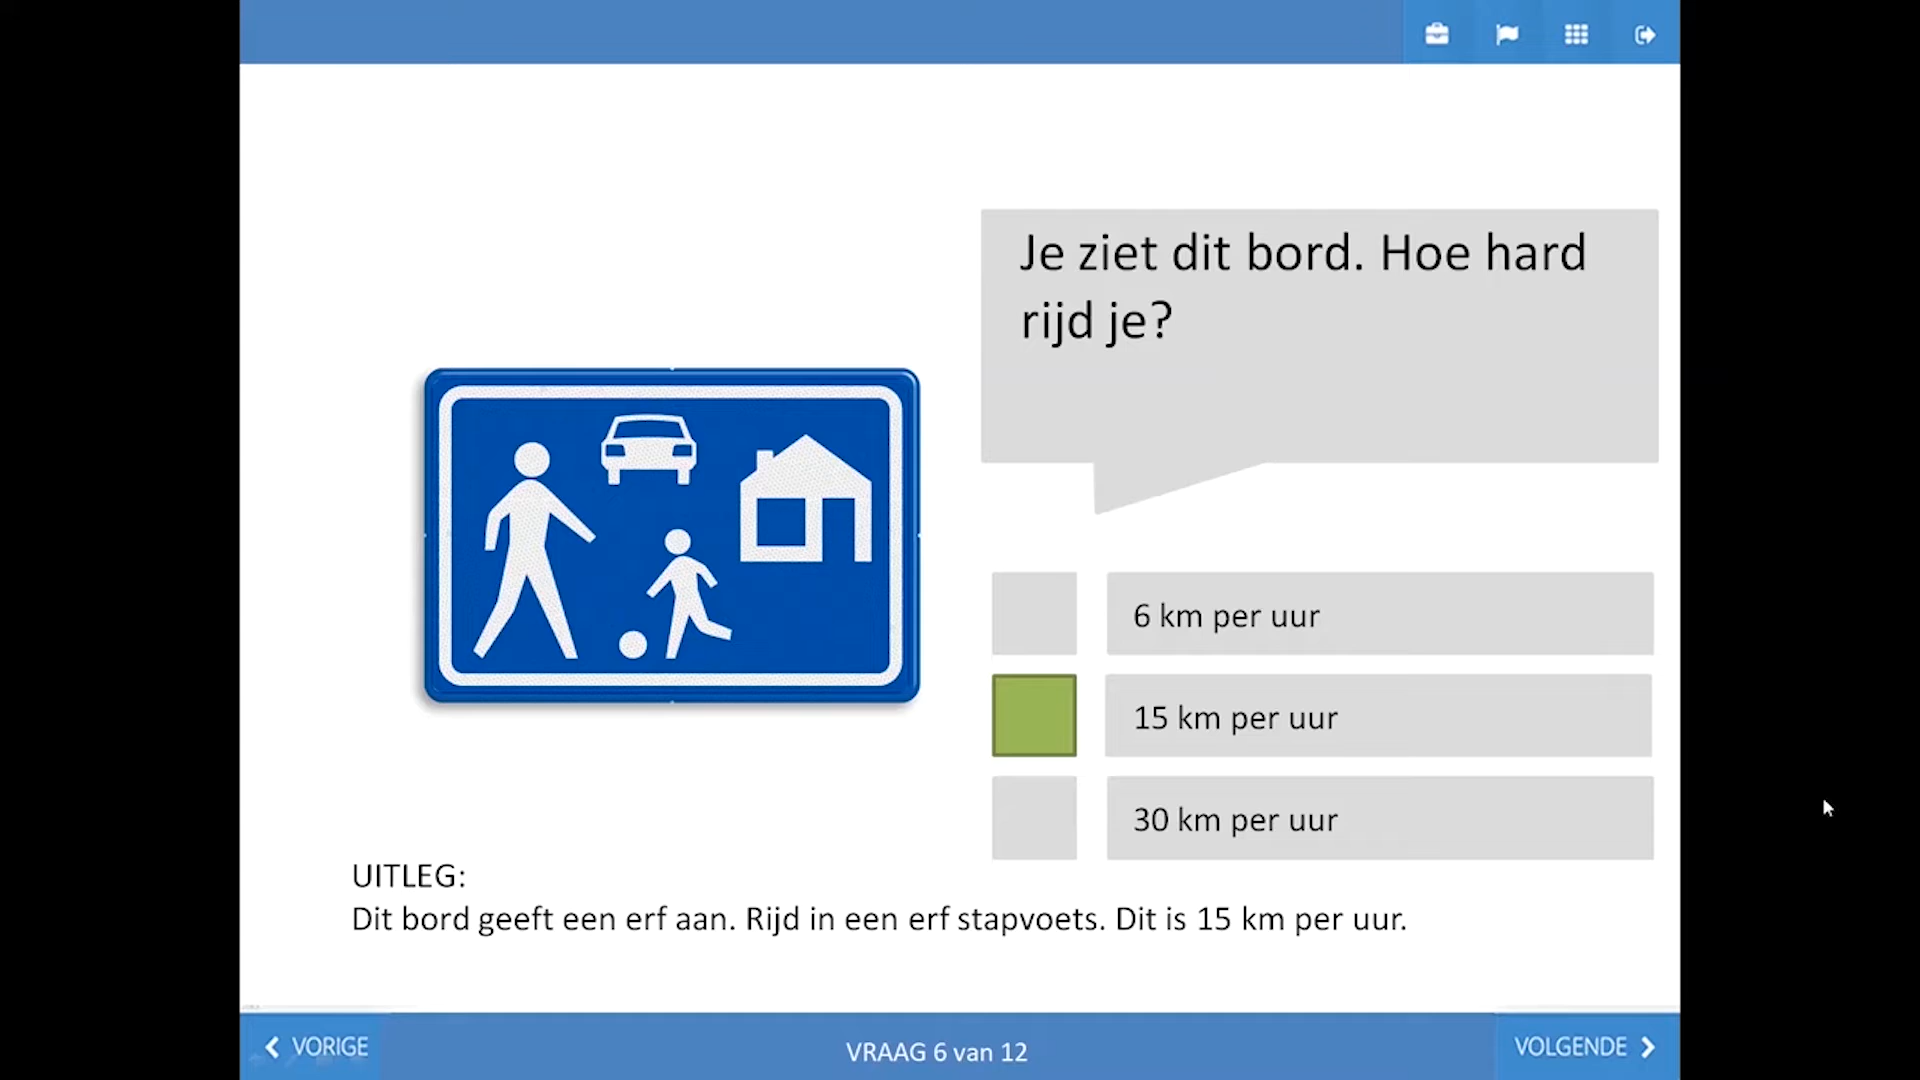 Je ziet dit bord. Hoe hard
rijd je?
6 km per uur
15 km per uur
30 km per uur
UITLEG:
Dit bord geeft een erf aan. Rijd in een erf stapvoets. Dit is 15 km per uur.
VORIGE
VRAAG 6 van 12
VOLGENDE